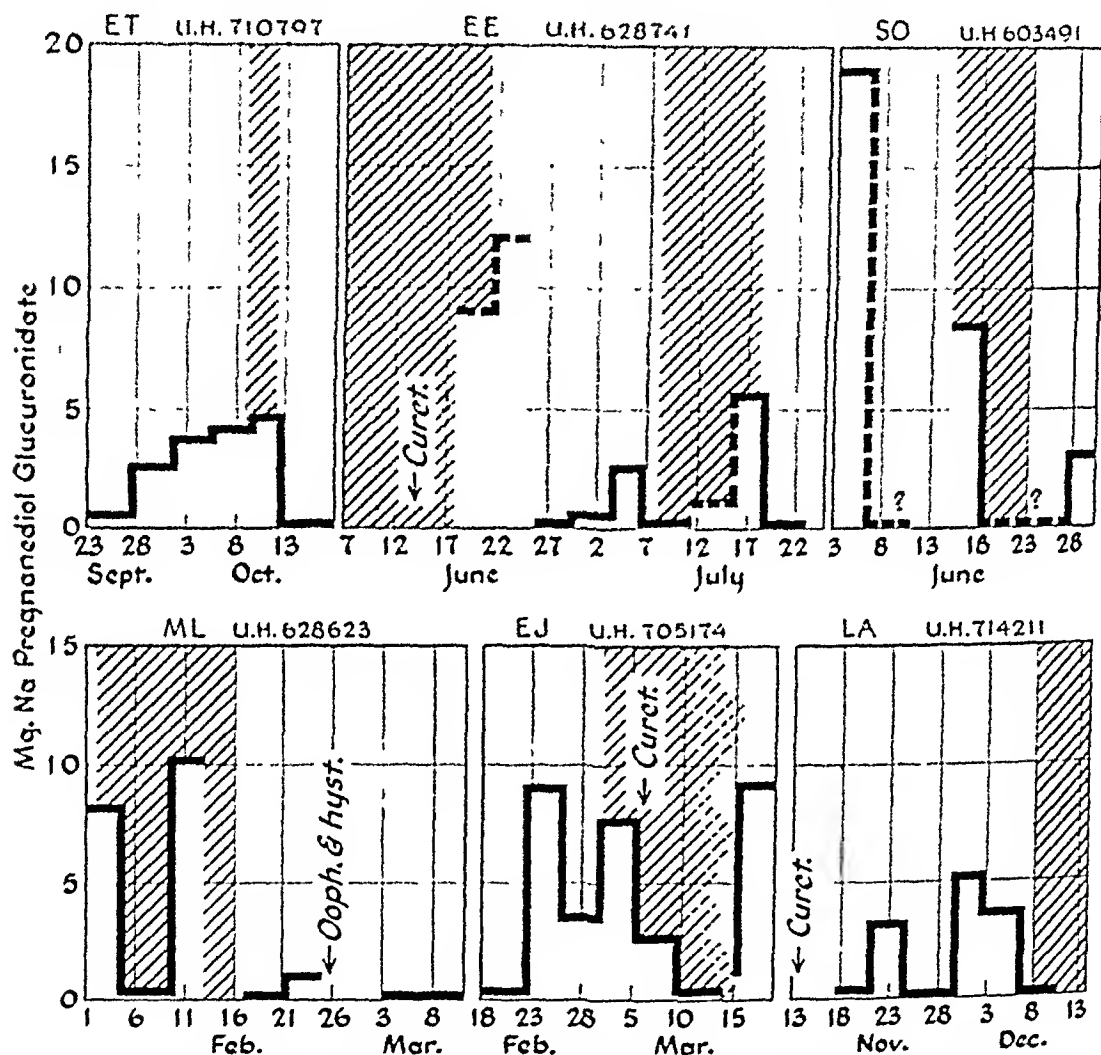 ET U.H. 710797 EE U.H. 628741 SO U.H 603491
Mg. Na Pregnanediol Glucuronidate
20
15
10
5
0
← Curct.
? ?
23 28 3 8 13 7 12 17 22 27 2 7 12 17 22 3 8 13 18 23 28
Sept. Oct. June July June
ML U.H. 628623 EJ U.H. 705174 LA U.H. 714211
15
10
5
0
← Ooph. & hyst.
← Curct.
← Curct.
1 6 11 16 21 26 3 8 18 23 28 5 10 15 13 18 23 28 3 8 13
Feb. Mar. Feb. Mar. Nov. Dec.